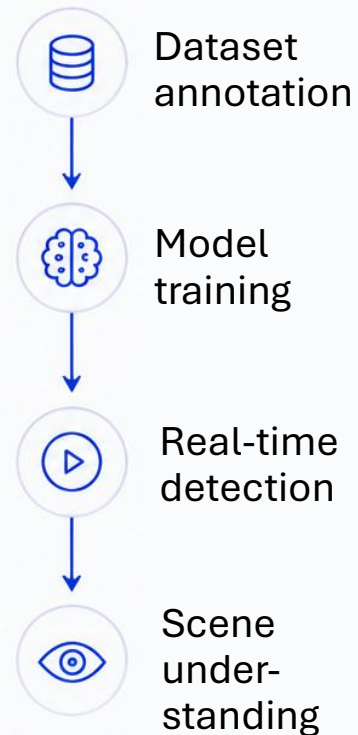 Dataset
annotation
Model
training
Real-time
detection
Scene
under-
standing